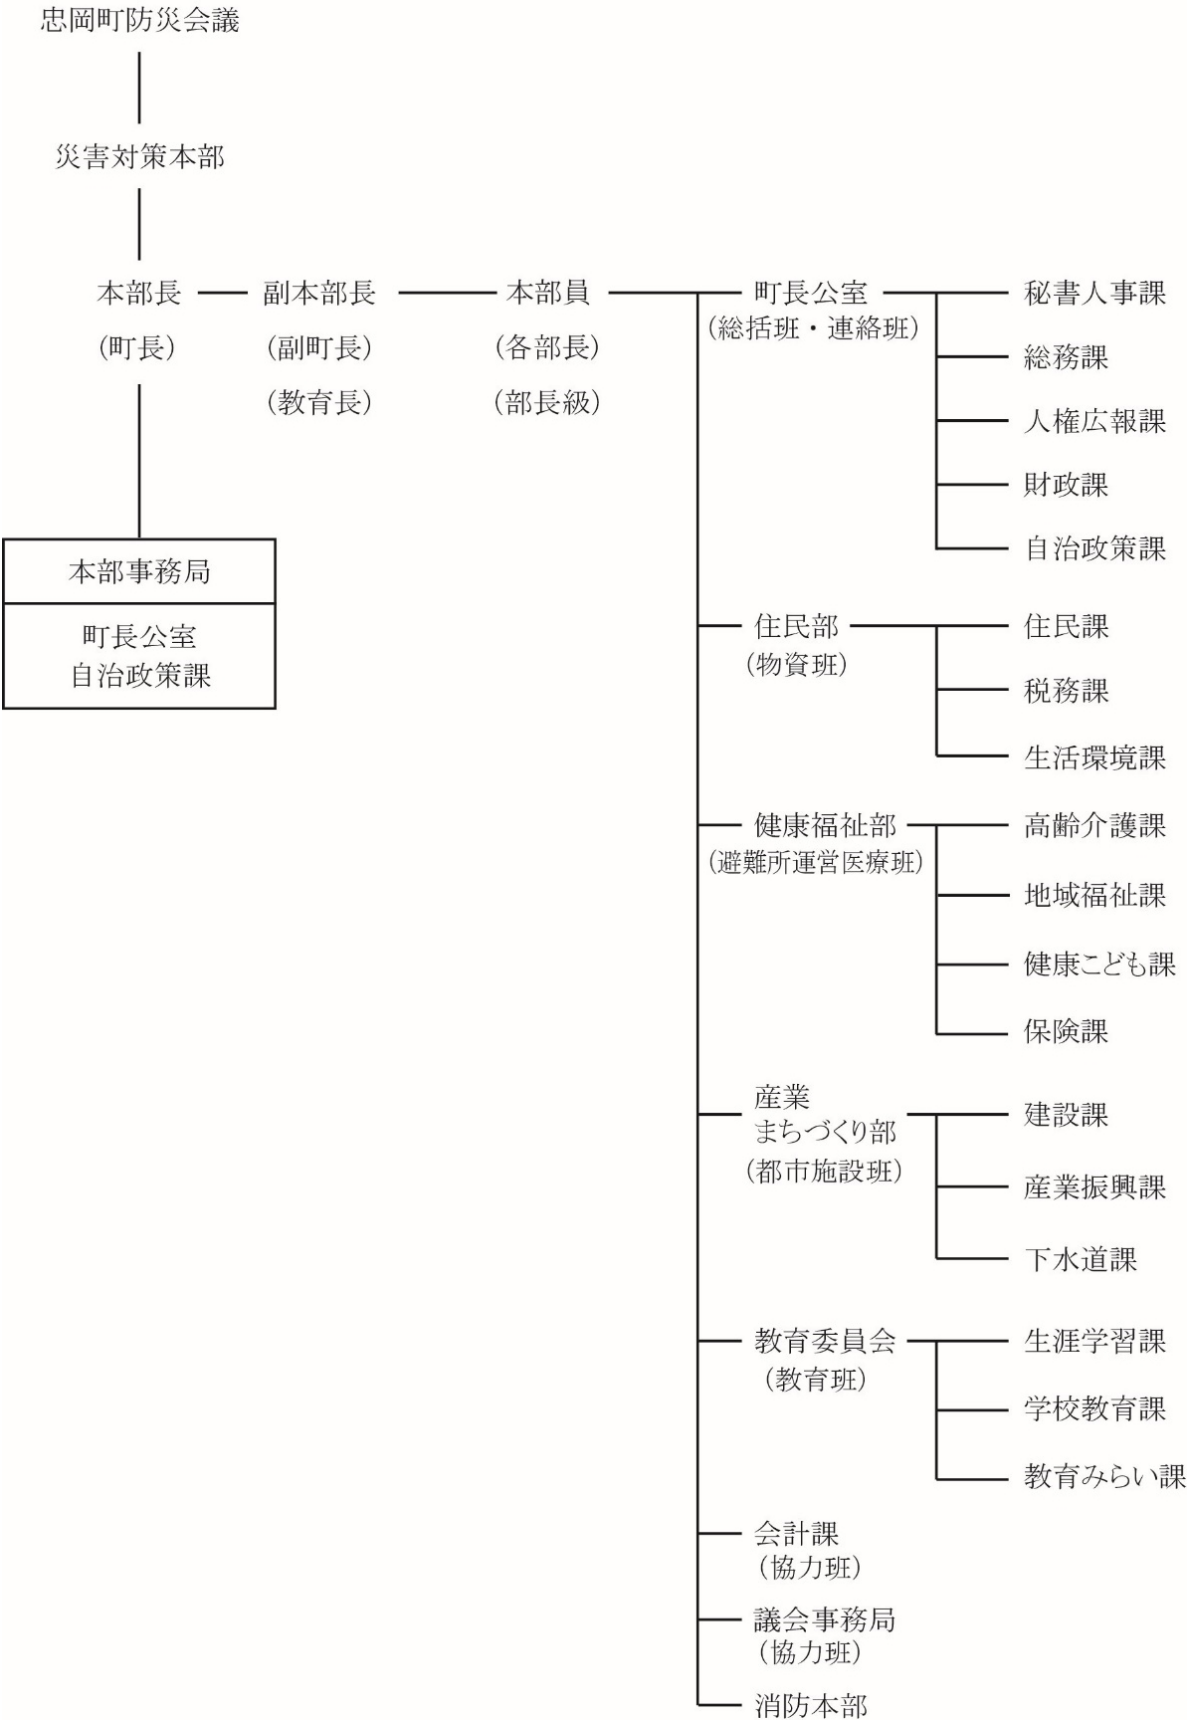 忠岡町防災会議
災害対策本部
本部長
(町長)
副本部長
(副町長)
(教育長)
本部員
(各部長)
(部長級)
本部事務局
町長公室
自治政策課
町長公室
(総括班・連絡班)
秘書人事課
総務課
人権広報課
財政課
自治政策課
住民部
(物資班)
住民課
税務課
生活環境課
健康福祉部
(避難所運営医療班)
高齢介護課
地域福祉課
健康こども課
保険課
産業
まちづくり部
(都市施設班)
建設課
産業振興課
下水道課
教育委員会
(教育班)
生涯学習課
学校教育課
教育みらい課
会計課
(協力班)
議会事務局
(協力班)
消防本部